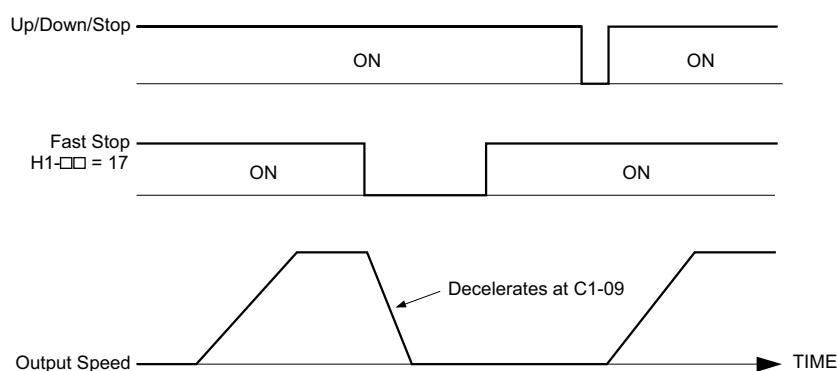 Up/Down/Stop
ON
ON
Fast Stop
H1-□□ = 17
ON
ON
Decelerates at C1-09
Output Speed
TIME